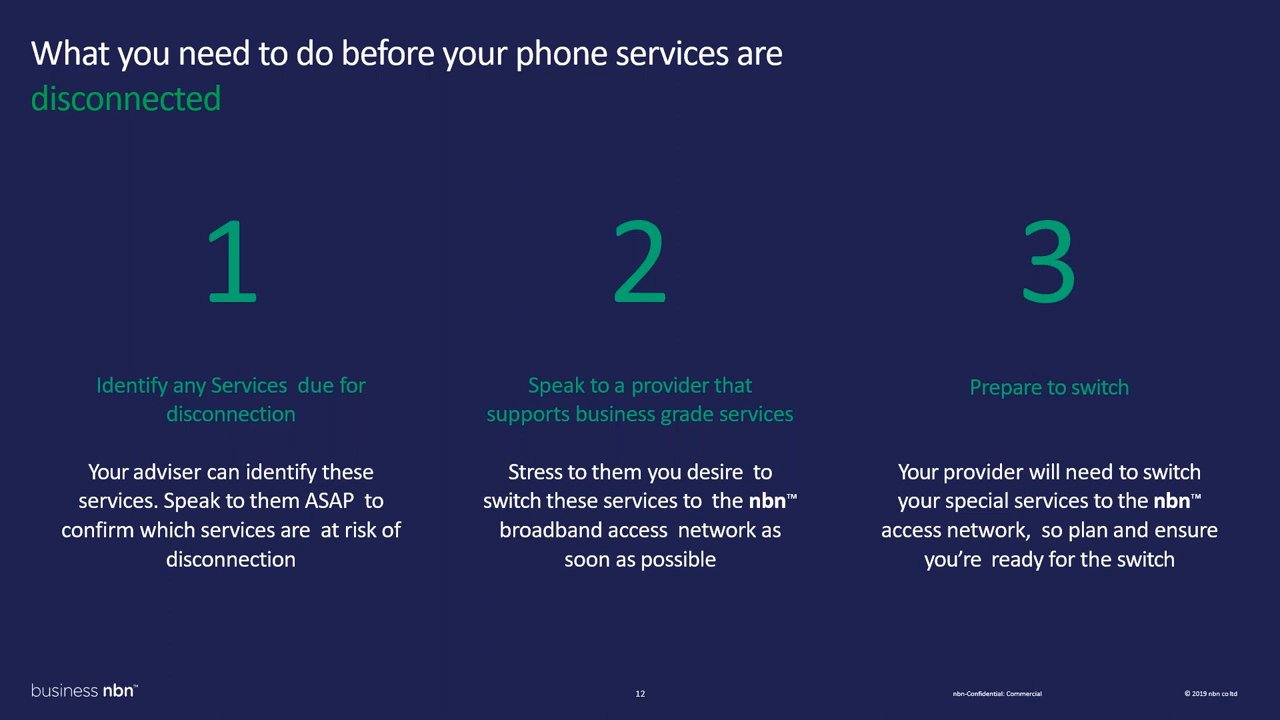 What you need to do before your phone services are
disconnected
1
Identify any Services due for
disconnection
Your adviser can identify these
services. Speak to them ASAP to
confirm which services are at risk of
disconnection
2
Speak to a provider that
supports business grade services
Stress to them you desire to
switch these services to the nbn™
broadband access network as
soon as possible
3
Prepare to switch
Your provider will need to switch
your special services to the nbn™
access network, so plan and ensure
you're ready for the switch
business nbn™
12
nbn-Confidential: Commercial
© 2019 nbn co ltd